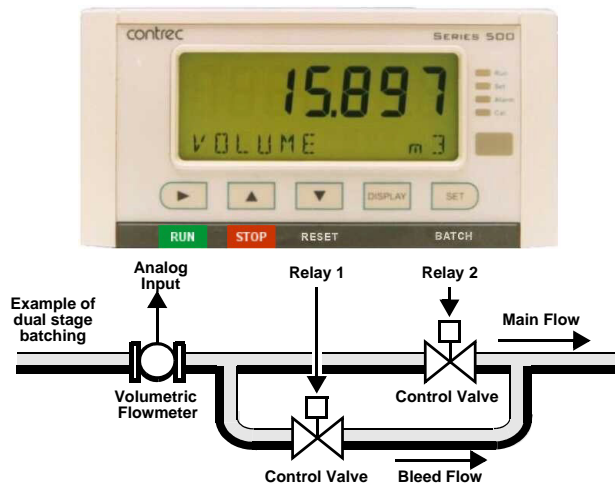 contrec
SERIES 500
15.897
VOLUME m3
Run
Set
Alarm
Cal
DISPLAY
SET
RUN
STOP
RESET
BATCH
Analog
Input
Relay 1
Relay 2
Example of
dual stage
batching
Main Flow
Volumetric
Flowmeter
Control Valve
Control Valve
Bleed Flow